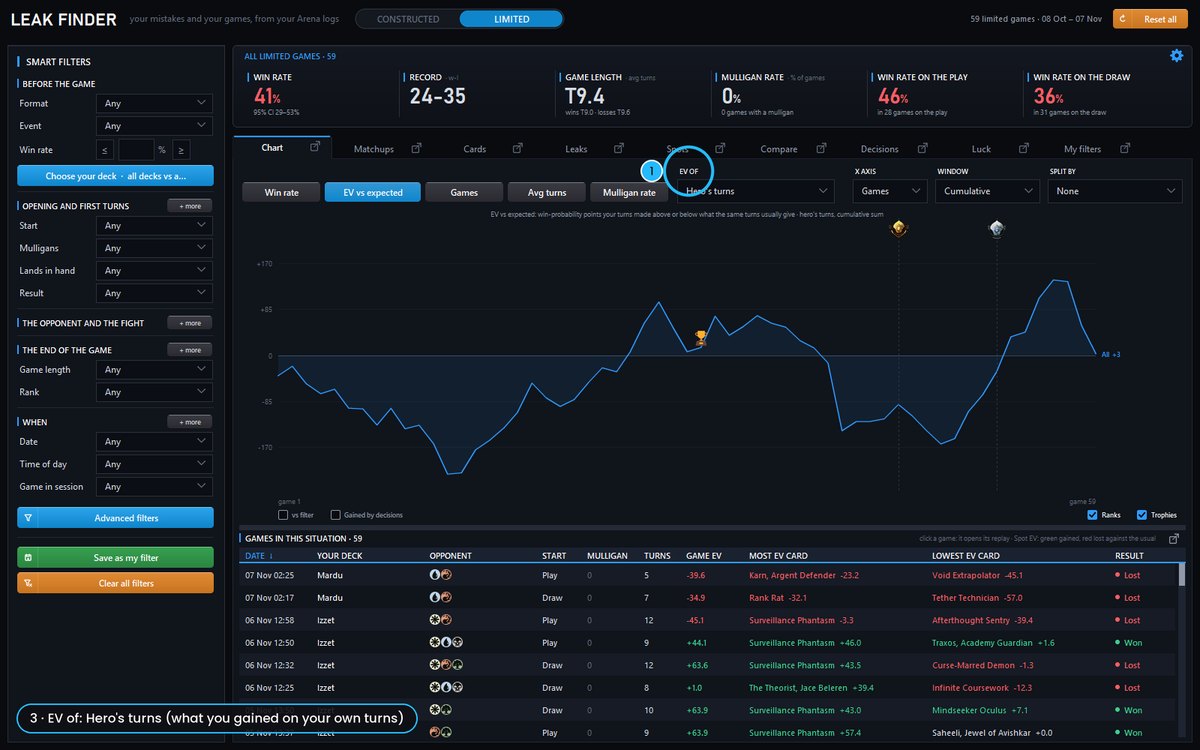 LEAK FINDER your mistakes and your games, from your Arena logs CONSTRUCTED LIMITED 59 limited games · 08 Oct – 07 Nov Reset all
SMART FILTERS
BEFORE THE GAME
Format Any
Event Any
Win rate ≤ % ≥
Choose your deck · all decks vs a...
OPENING AND FIRST TURNS + more
Start Any
Mulligans Any
Lands in hand Any
Result Any
THE OPPONENT AND THE FIGHT + more
THE END OF THE GAME + more
Game length Any
Rank Any
WHEN + more
Date Any
Time of day Any
Game in session Any
Advanced filters
Save as my filter
Clear all filters
ALL LIMITED GAMES · 59
WIN RATE
41%
95% CI 29–53%
RECORD · w-l
24-35
GAME LENGTH · avg turns
T9.4
wins T9.0 · losses T9.6
MULLIGAN RATE · % of games
0%
0 games with a mulligan
WIN RATE ON THE PLAY
46%
in 28 games on the play
WIN RATE ON THE DRAW
36%
in 31 games on the draw
Chart Matchups Cards Leaks Spots Compare Decisions Luck My filters
1 EV OF X AXIS WINDOW SPLIT BY
Win rate EV vs expected Games Avg turns Mulligan rate Hero's turns Games Cumulative None
EV vs expected: win-probability points your turns made above or below what the same turns usually give · hero's turns, cumulative sum
+170
+85
0
-85
-170
All +3
game 1 game 59
vs filter Gained by decisions Ranks Trophies
GAMES IN THIS SITUATION · 59 click a game: it opens its replay · Spot EV: green gained, red lost against the usual
DATE ↓ YOUR DECK OPPONENT START MULLIGAN TURNS GAME EV MOST EV CARD LOWEST EV CARD RESULT
07 Nov 02:25 Mardu Play 0 5 -39.6 Karn, Argent Defender -23.2 Void Extrapolator -45.1 Lost
07 Nov 02:17 Mardu Draw 0 7 -34.9 Rank Rat -32.1 Tether Technician -57.0 Lost
06 Nov 12:58 Izzet Play 0 12 -45.1 Surveillance Phantasm -3.3 Afterthought Sentry -39.4 Lost
06 Nov 12:50 Izzet Play 0 9 +44.1 Surveillance Phantasm +46.0 Traxos, Academy Guardian +1.6 Won
06 Nov 12:32 Izzet Draw 0 12 +63.6 Surveillance Phantasm +43.5 Curse-Marred Demon -1.3 Lost
06 Nov 12:25 Izzet Draw 0 8 +1.0 The Theorist, Jace Beleren +39.4 Infinite Coursework -12.3 Lost
Draw 0 10 +63.9 Surveillance Phantasm +43.0 Mindseeker Oculus +7.1 Won
Play 0 9 +63.9 Surveillance Phantasm +57.4 Saheeli, Jewel of Avishkar +0.0 Won
3 · EV of: Hero's turns (what you gained on your own turns)